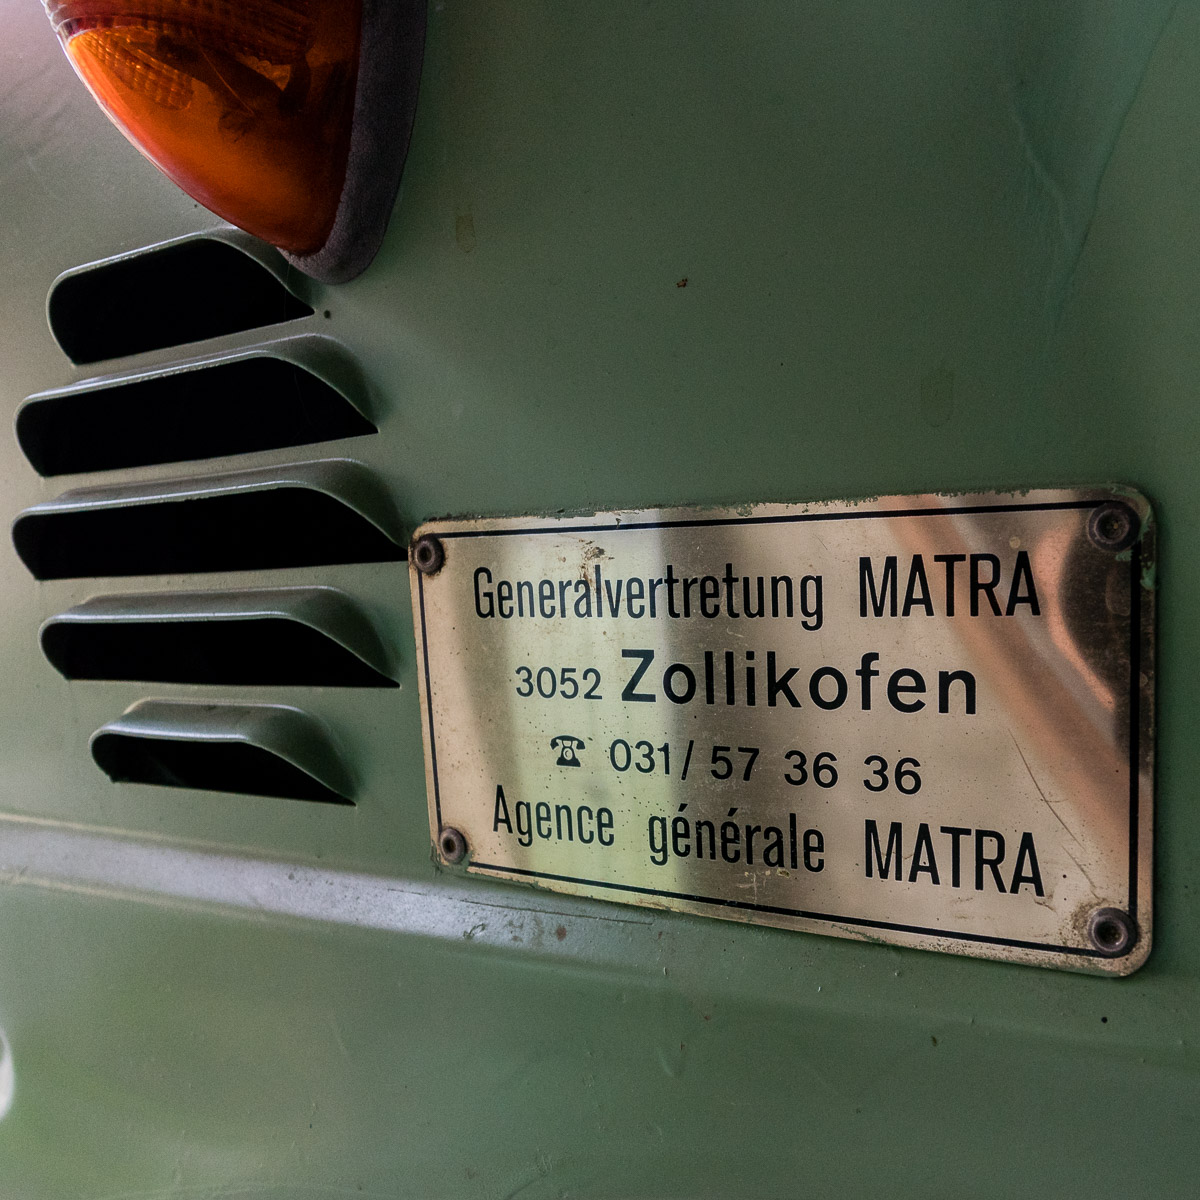 Generalvertretung MATRA
3052 Zollikofen
☎ 031/57 36 36
Agence générale MATRA